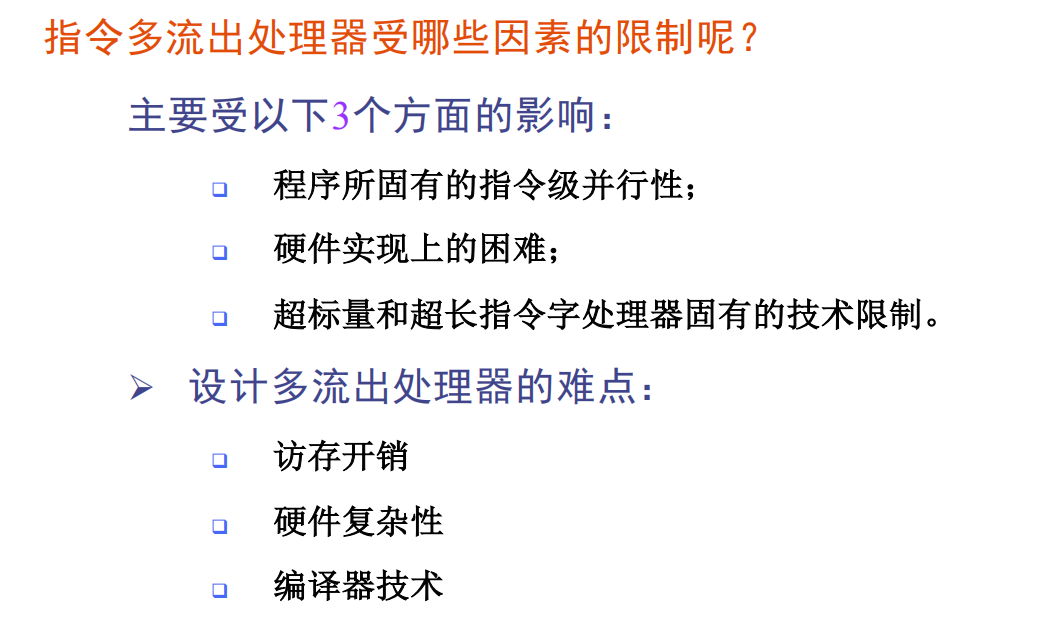 指令多流出处理器受哪些因素的限制呢？
主要受以下3个方面的影响：
程序所固有的指令级并行性；
硬件实现上的困难；
超标量和超长指令字处理器固有的技术限制。
设计多流出处理器的难点：
访存开销
硬件复杂性
编译器技术